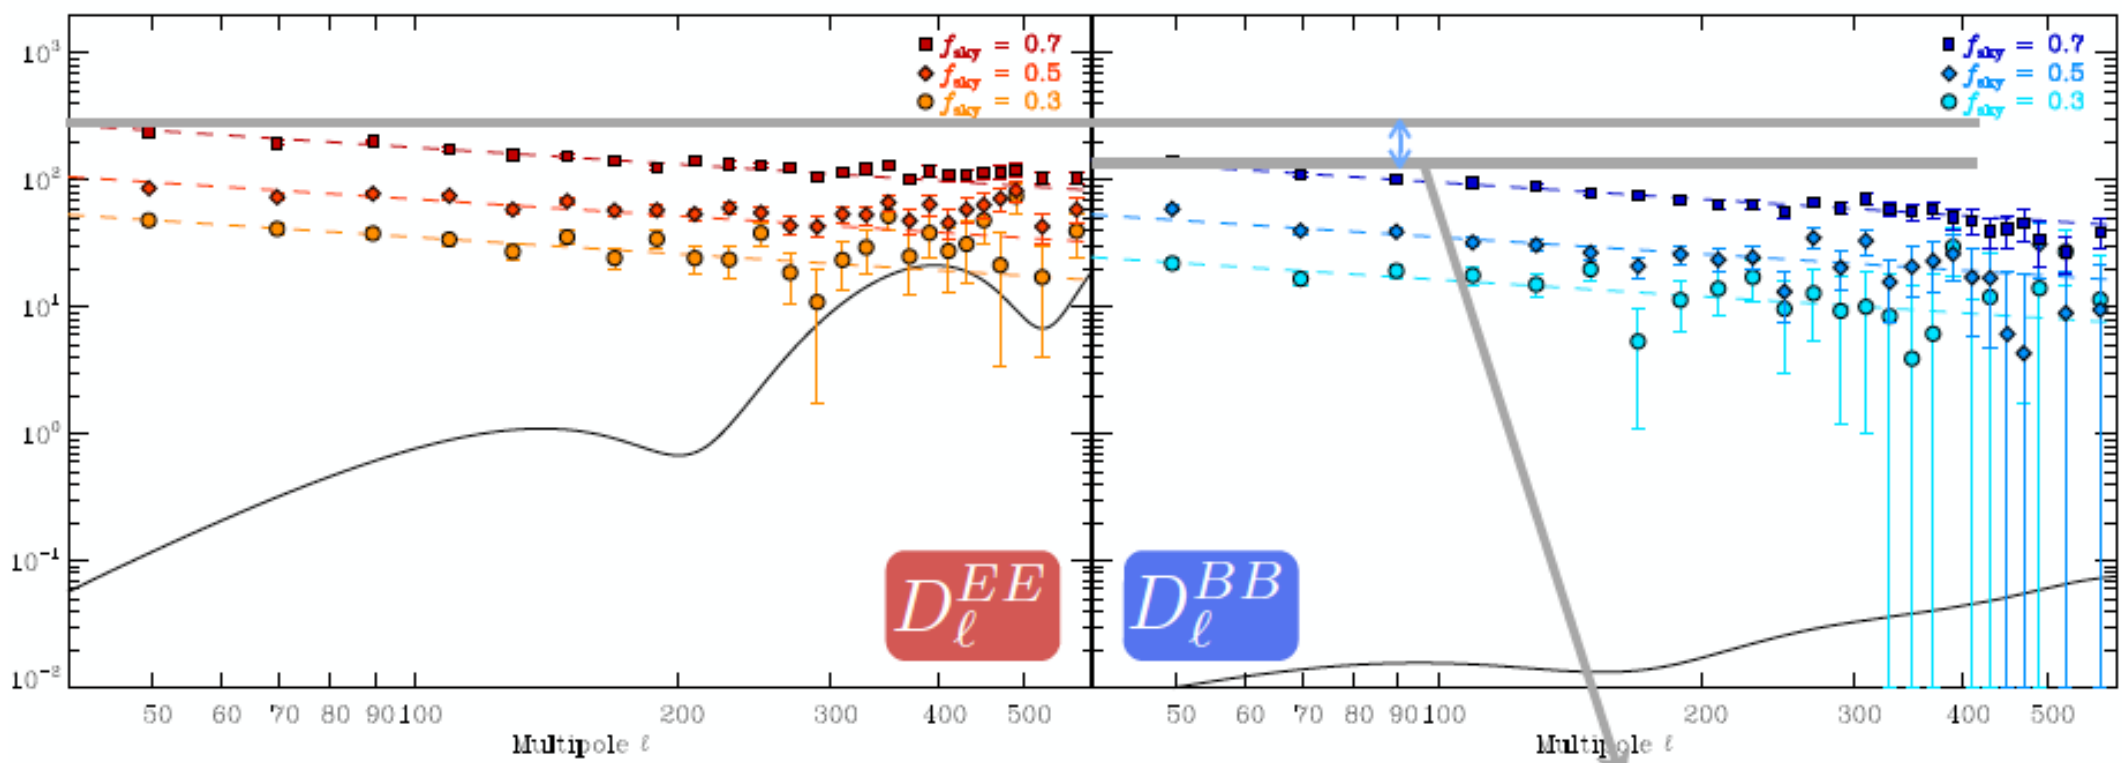 10³
10²
10¹
10⁰
10⁻¹
10⁻²
f_sky = 0.7
f_sky = 0.5
f_sky = 0.3
D_ℓ^{EE}
50 60 70 80 90 100 200 300 400 500
Multipole ℓ
f_sky = 0.7
f_sky = 0.5
f_sky = 0.3
D_ℓ^{BB}
50 60 70 80 90 100 200 300 400 500
Multipole ℓ